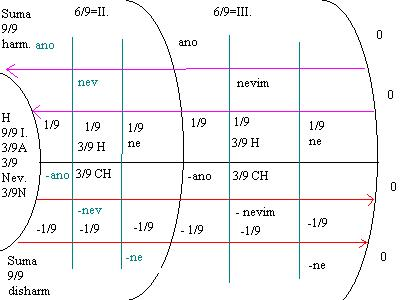 Suma 6/9=II. 6/9=III.
9/9
harm. ano ano 0
nev nevim
0
H
9/9 I. 1/9 1/9 1/9 1/9 1/9 1/9
3/9A 3/9 H ne 3/9 H ne
3/9
Nev. -ano 3/9 CH -ano 3/9 CH
3/9N 0
-nev - nevim
-1/9 -1/9 -1/9 -1/9 -1/9 -1/9
Suma -ne -ne 0
9/9
disharm